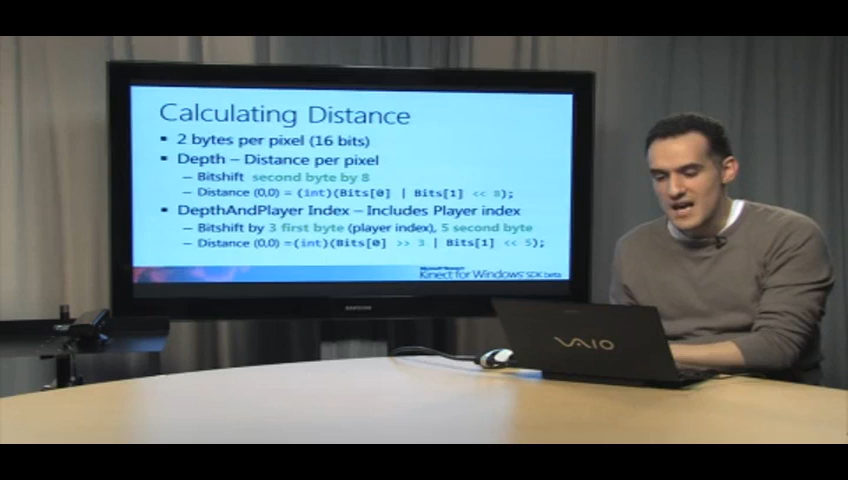 Calculating Distance
2 bytes per pixel (16 bits)
Depth – Distance per pixel
– Bitshift second byte by 8
– Distance (0,0) = (int)(Bits[0] | Bits[1] << 8);
DepthAndPlayer Index – Includes Player index
– Bitshift by 3 first byte (player index), 5 second byte
– Distance (0,0) =(int)(Bits[0] >> 3 | Bits[1] << 5);
Kinect for Windows SDK beta
SAMSUNG
VAIO